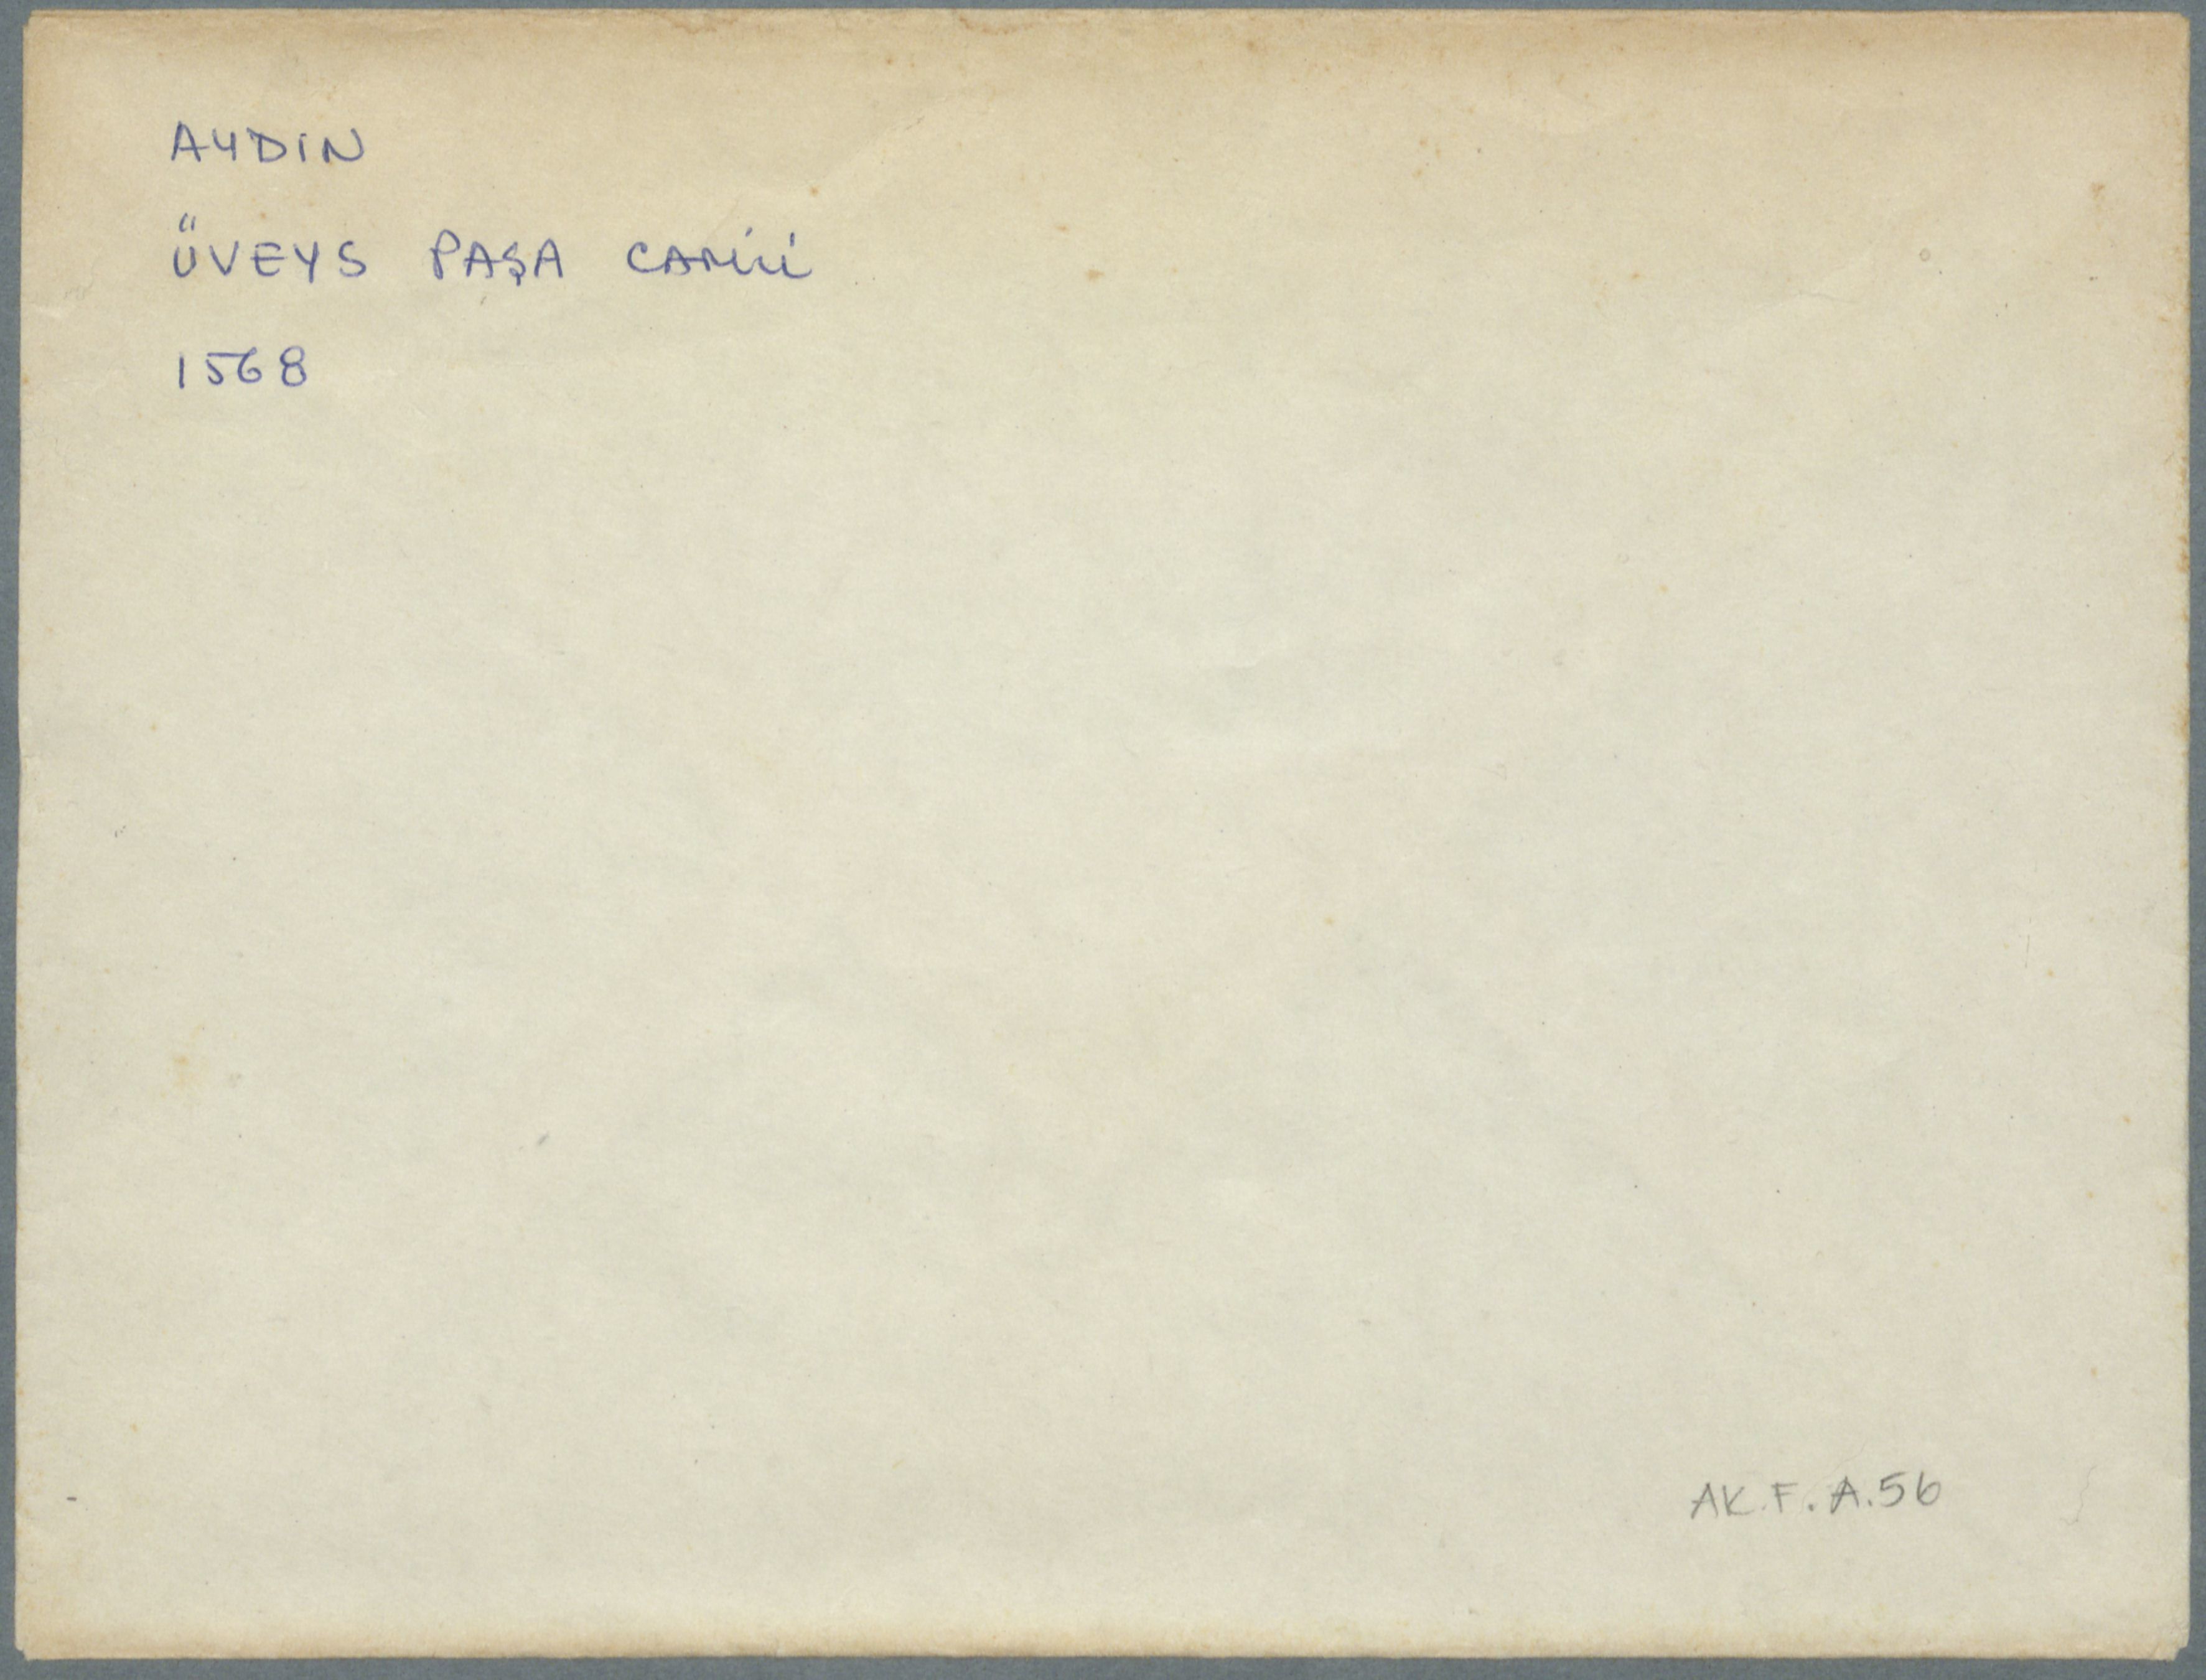 AYDIN
ÜVEYS PAŞA CAMİİ
1568
AK.F.A.56